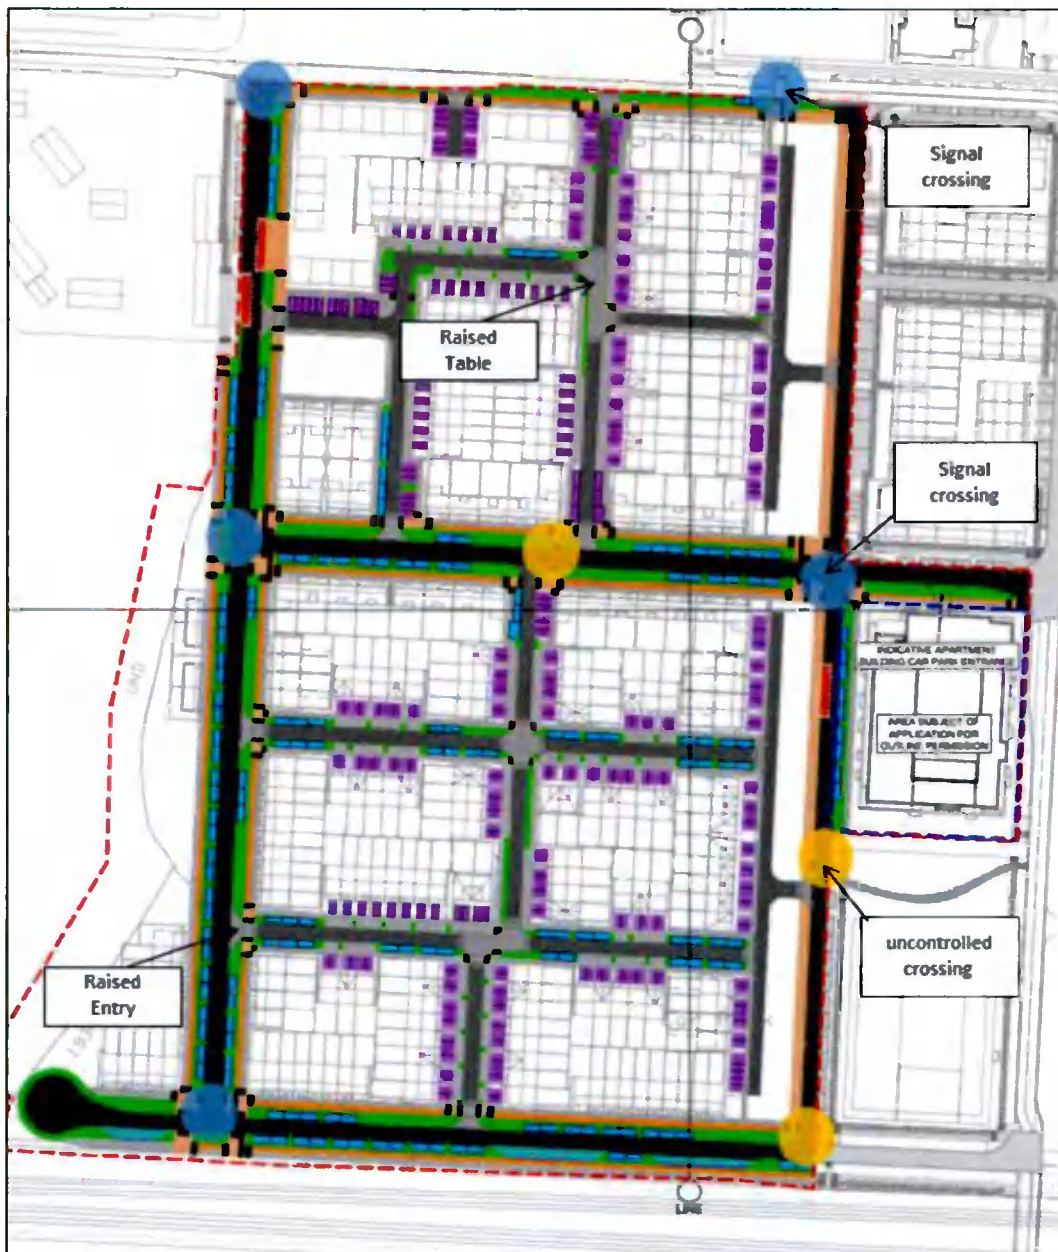 Signal
crossing
Raised
Table
Signal
crossing
INDICATIVE APARTMENT
BUILDING CAR PARK ENTRANCE
AREA SUBJECT OF
APPLICATION FOR
OUTLINE PERMISSION
uncontrolled
crossing
Raised
Entry
LINE